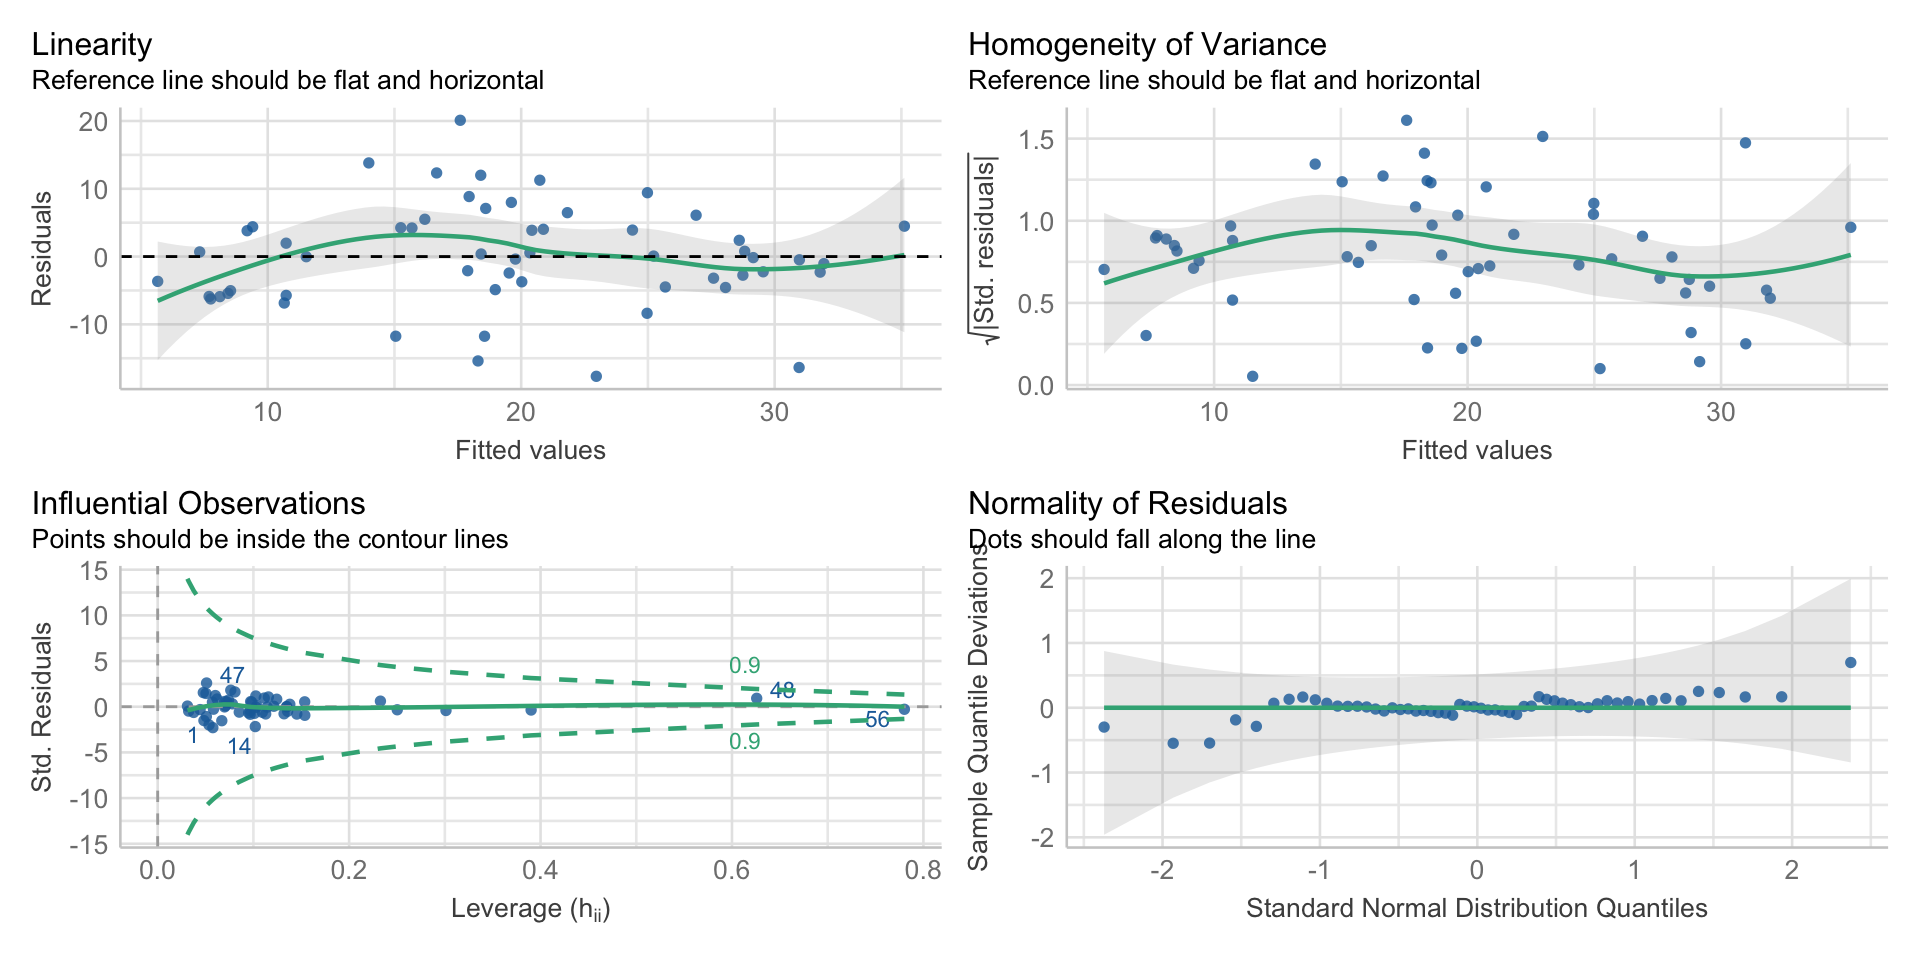 Linearity
Reference line should be flat and horizontal
20
10
0
-10
Residuals
10
20
30
Fitted values
Homogeneity of Variance
Reference line should be flat and horizontal
1.5
1.0
0.5
0.0
√|Std. residuals|
10
20
30
Fitted values
Influential Observations
Points should be inside the contour lines
15
10
5
0
-5
-10
-15
Std. Residuals
0.9
47
48
56
1
14
0.9
0.0
0.2
0.4
0.6
0.8
Leverage (hᵢᵢ)
Normality of Residuals
Dots should fall along the line
2
1
0
-1
-2
Sample Quantile Deviations
-2
-1
0
1
2
Standard Normal Distribution Quantiles